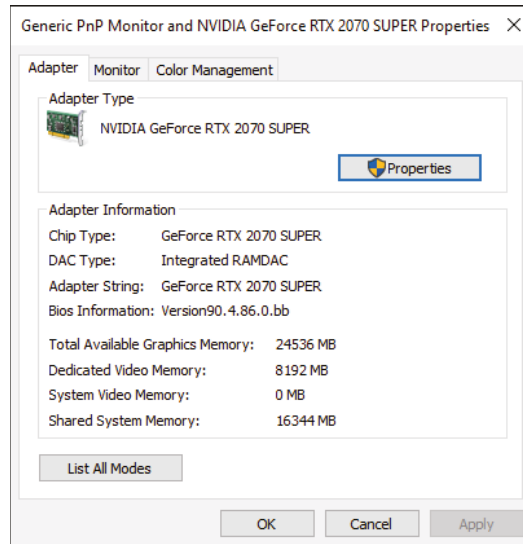 Generic PnP Monitor and NVIDIA GeForce RTX 2070 SUPER Properties
Adapter Monitor Color Management
Adapter Type
NVIDIA GeForce RTX 2070 SUPER
Properties
Adapter Information
Chip Type: GeForce RTX 2070 SUPER
DAC Type: Integrated RAMDAC
Adapter String: GeForce RTX 2070 SUPER
Bios Information: Version90.4.86.0.bb
Total Available Graphics Memory: 24536 MB
Dedicated Video Memory: 8192 MB
System Video Memory: 0 MB
Shared System Memory: 16344 MB
List All Modes
OK Cancel Apply